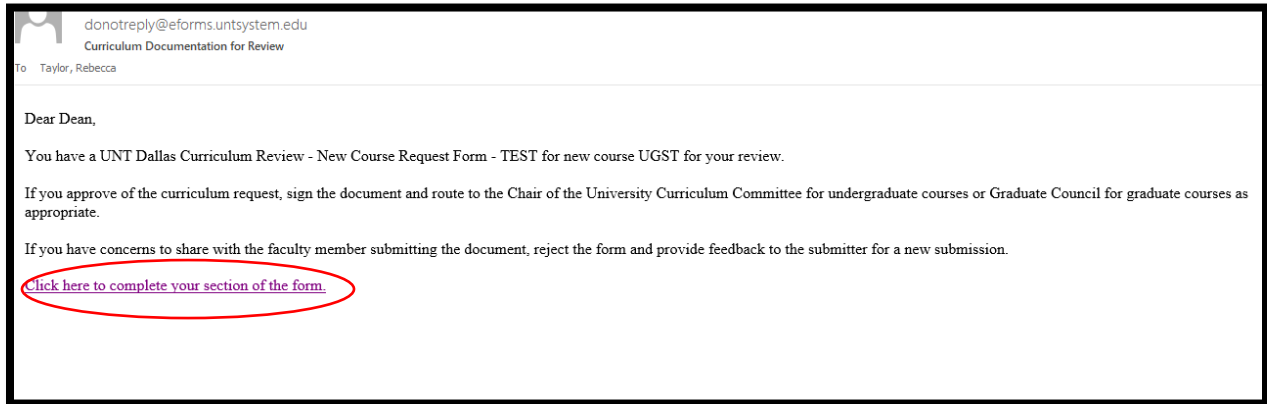 donotreply@eforms.untsystem.edu
Curriculum Documentation for Review
To Taylor, Rebecca
Dear Dean,
You have a UNT Dallas Curriculum Review - New Course Request Form - TEST for new course UGST for your review.
If you approve of the curriculum request, sign the document and route to the Chair of the University Curriculum Committee for undergraduate courses or Graduate Council for graduate courses as
appropriate.
If you have concerns to share with the faculty member submitting the document, reject the form and provide feedback to the submitter for a new submission.
Click here to complete your section of the form.